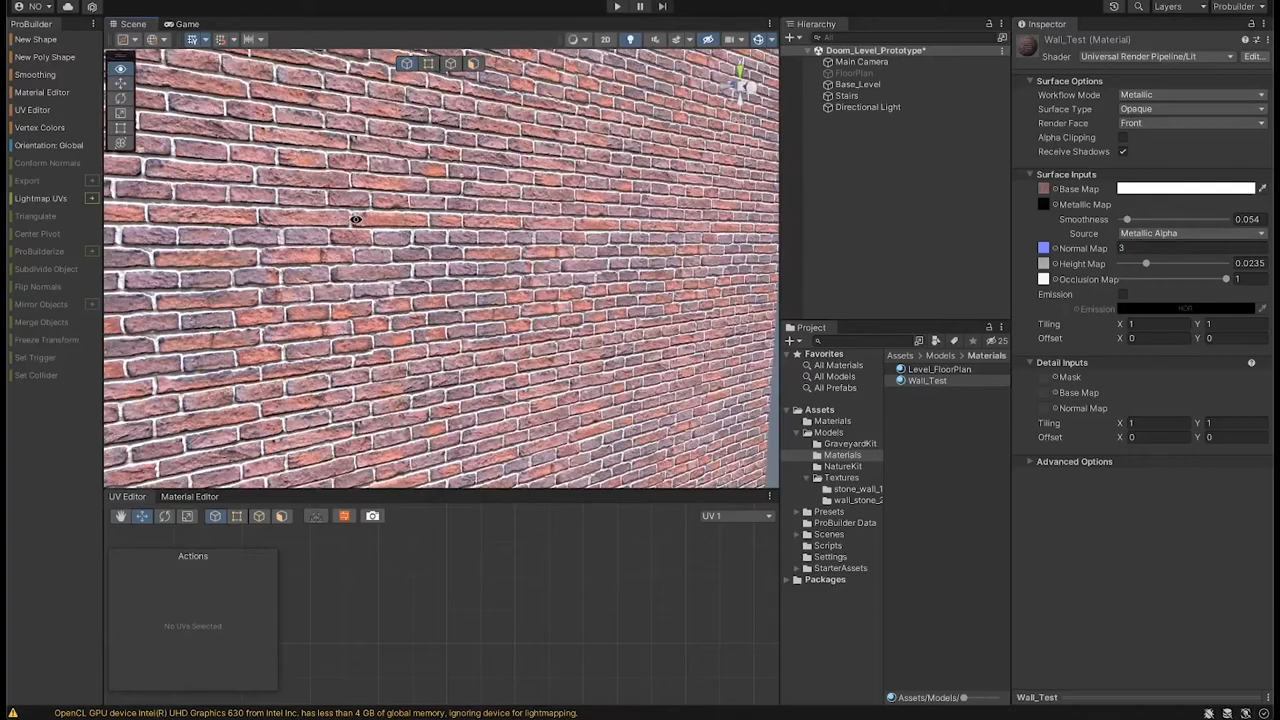 NO
Layers
Probuilder
ProBuilder
New Shape
New Poly Shape
Smoothing
Material Editor
UV Editor
Vertex Colors
Orientation: Global
Conform Normals
Export
Lightmap UVs
Triangulate
Center Pivot
ProBuilderize
Subdivide Object
Flip Normals
Mirror Objects
Merge Objects
Freeze Transform
Set Trigger
Set Collider
Scene
Game
2D
UV Editor
Material Editor
UV 1
Actions
No UVs Selected
Hierarchy
All
Doom_Level_Prototype*
Main Camera
FloorPlan
Base_Level
Stairs
Directional Light
Project
25
Favorites
All Materials
All Models
All Prefabs
Assets
Materials
Models
GraveyardKit
Materials
NatureKit
Textures
stone_wall_1
wall_stone_2
Presets
ProBuilder Data
Scenes
Scripts
Settings
StarterAssets
Packages
Assets
Models
Materials
Level_FloorPlan
Wall_Test
Assets/Models/
Inspector
Wall_Test (Material)
Shader
Universal Render Pipeline/Lit
Edit...
Surface Options
Workflow Mode
Metallic
Surface Type
Opaque
Render Face
Front
Alpha Clipping
Receive Shadows
Surface Inputs
Base Map
Metallic Map
Smoothness
0.054
Source
Metallic Alpha
Normal Map
3
Height Map
0.0235
Occlusion Map
1
Emission
Emission
HDR
Tiling
X 1
Y 1
Offset
X 0
Y 0
Detail Inputs
Mask
Base Map
Normal Map
Tiling
X 1
Y 1
Offset
X 0
Y 0
Advanced Options
Wall_Test
OpenCL GPU device Intel(R) UHD Graphics 630 from Intel Inc. has less than 4 GB of global memory, ignoring device for lightmapping.